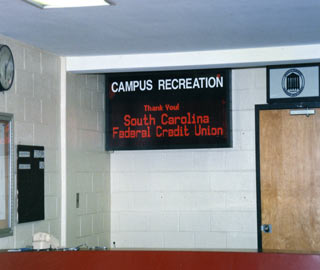 CAMPUS RECREATION
Thank You!
South Carolina
Federal Credit Union